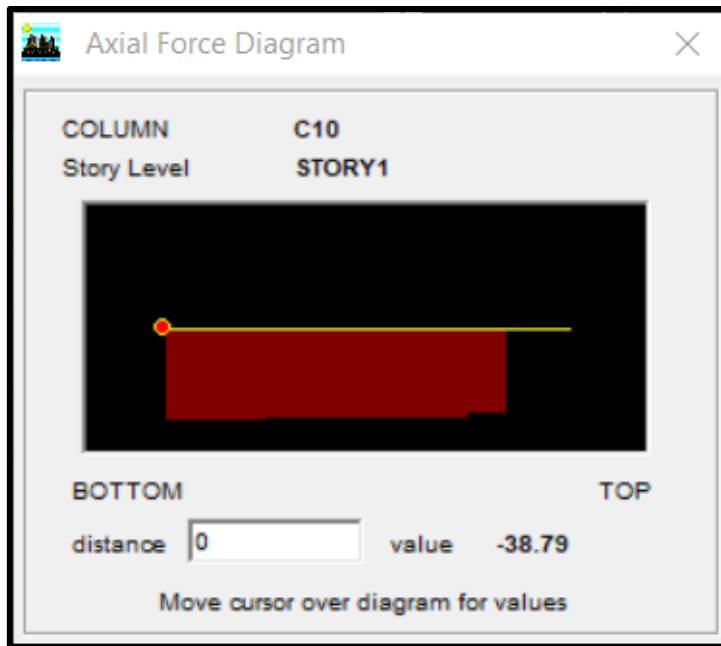 Axial Force Diagram
COLUMN C10
Story Level STORY1
BOTTOM TOP
distance 0 value -38.79
Move cursor over diagram for values